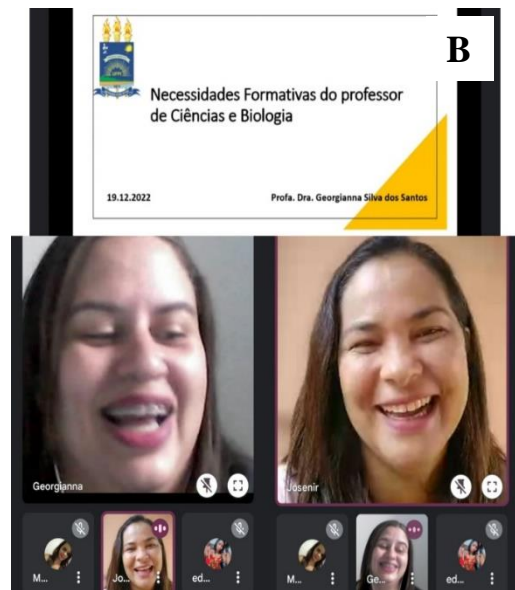 B
Necessidades Formativas do professor
de Ciências e Biologia
19.12.2022
Profa. Dra. Georgianna Silva dos Santos
Georgianna
Josenir
M...
Jo...
ed...
M...
Ge...
ed...